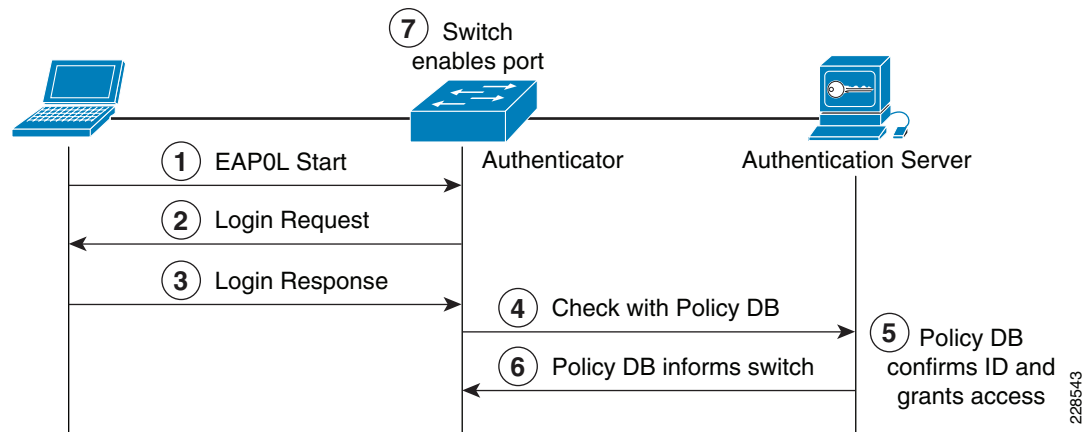 7 Switch
enables port
Authenticator
Authentication Server
1 EAP0L Start
2 Login Request
3 Login Response
4 Check with Policy DB
5 Policy DB
confirms ID and
grants access
6 Policy DB informs switch
228543